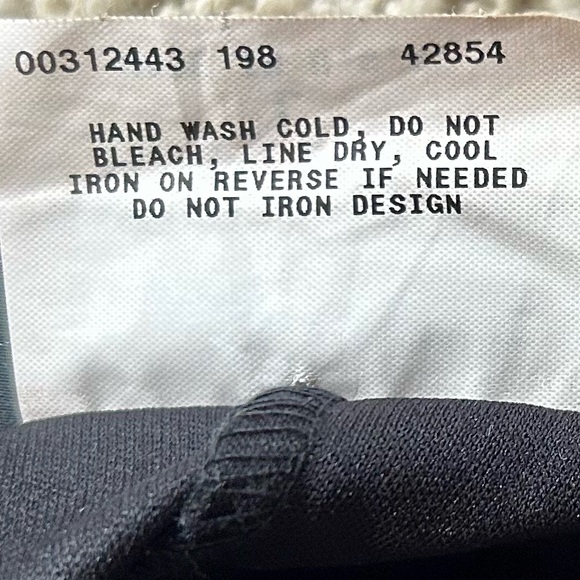 00312443 198 42854
HAND WASH COLD, DO NOT
BLEACH, LINE DRY, COOL
IRON ON REVERSE IF NEEDED
DO NOT IRON DESIGN